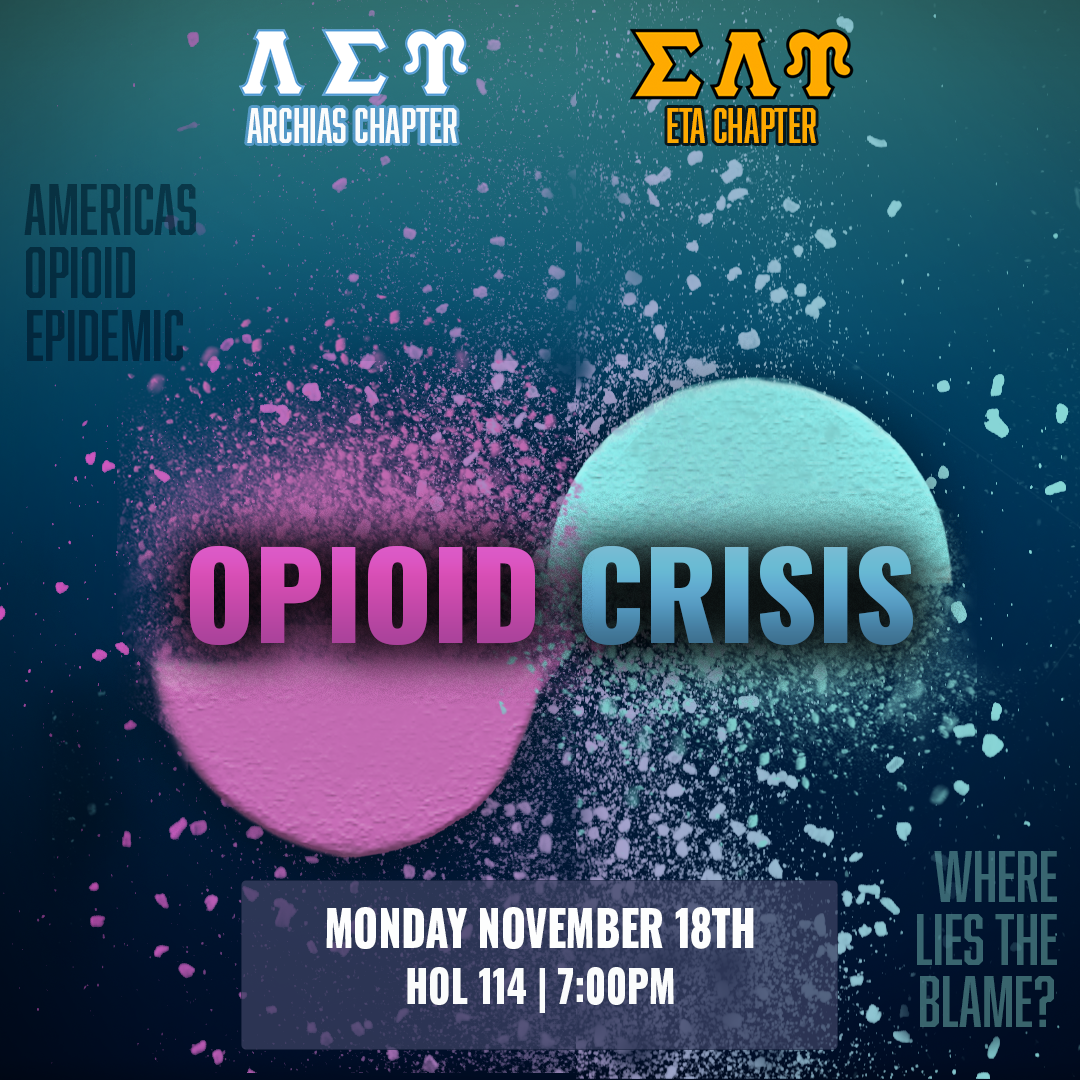 ΛΣΥ
ARCHIAS CHAPTER
ΣΛΥ
ETA CHAPTER
AMERICAS
OPIOID
EPIDEMIC
OPIOID CRISIS
MONDAY NOVEMBER 18TH
HOL 114 | 7:00PM
WHERE
LIES THE
BLAME?